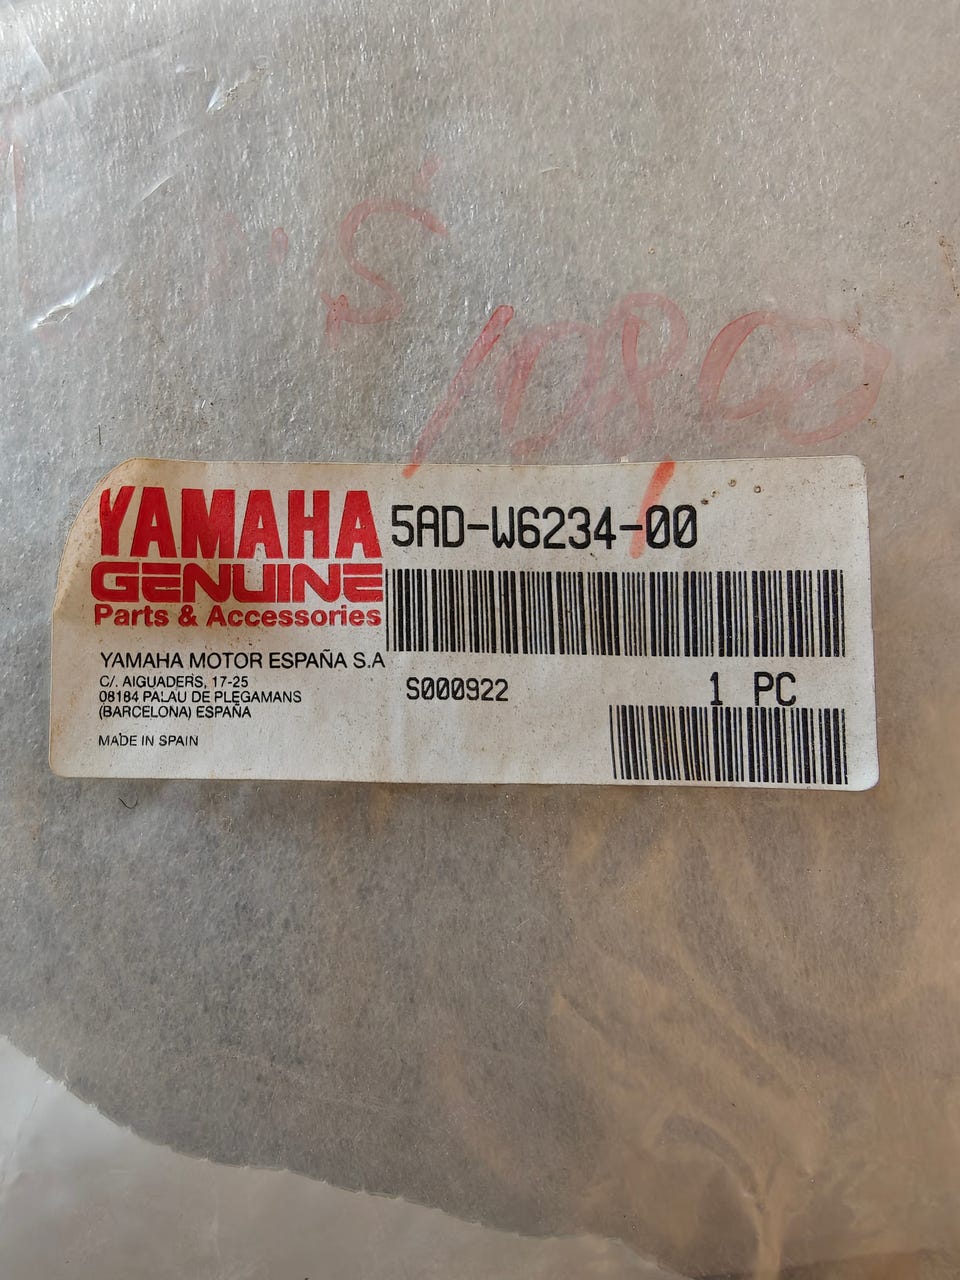 S
10800
YAMAHA
GENUINE
Parts & Accessories
5AD-W6234-00
YAMAHA MOTOR ESPAÑA S.A
C/. AIGUADERS, 17-25
08184 PALAU DE PLEGAMANS
(BARCELONA) ESPAÑA
MADE IN SPAIN
S000922
1 PC